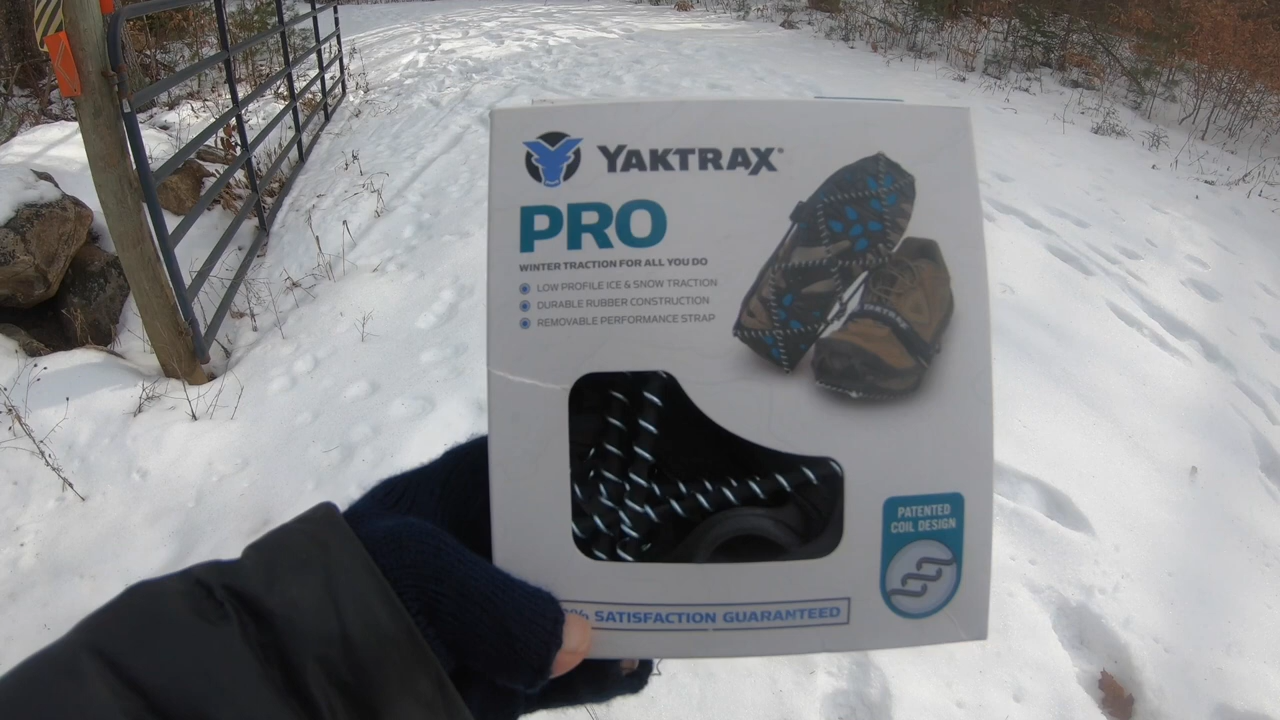 YAKTRAX
PRO
WINTER TRACTION FOR ALL YOU DO
LOW PROFILE ICE & SNOW TRACTION
DURABLE RUBBER CONSTRUCTION
REMOVABLE PERFORMANCE STRAP
YAKTRAX
PATENTED
COIL DESIGN
% SATISFACTION GUARANTEED